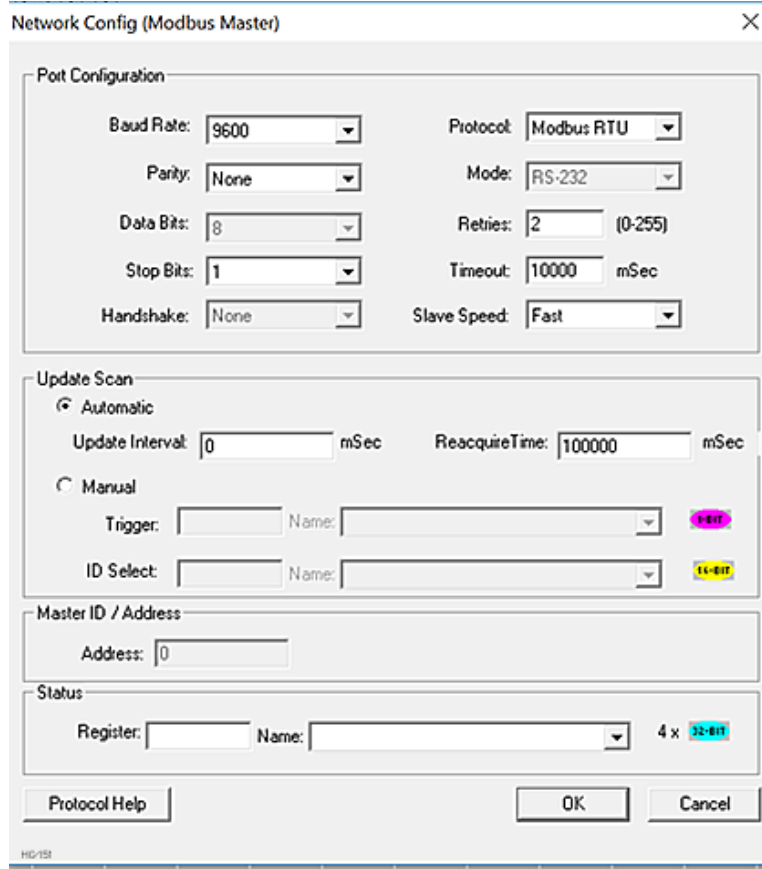 Network Config (Modbus Master)
Port Configuration
Baud Rate: 9600 Protocol: Modbus RTU
Parity: None Mode: RS-232
Data Bits: 8 Retries: 2 (0-255)
Stop Bits: 1 Timeout: 10000 mSec
Handshake: None Slave Speed: Fast
Update Scan
Automatic
Update Interval: 0 mSec ReacquireTime: 100000 mSec
Manual
Trigger: Name: 1-BIT
ID Select: Name: 16-BIT
Master ID / Address
Address: 0
Status
Register: Name: 4 x 32-BIT
Protocol Help OK Cancel